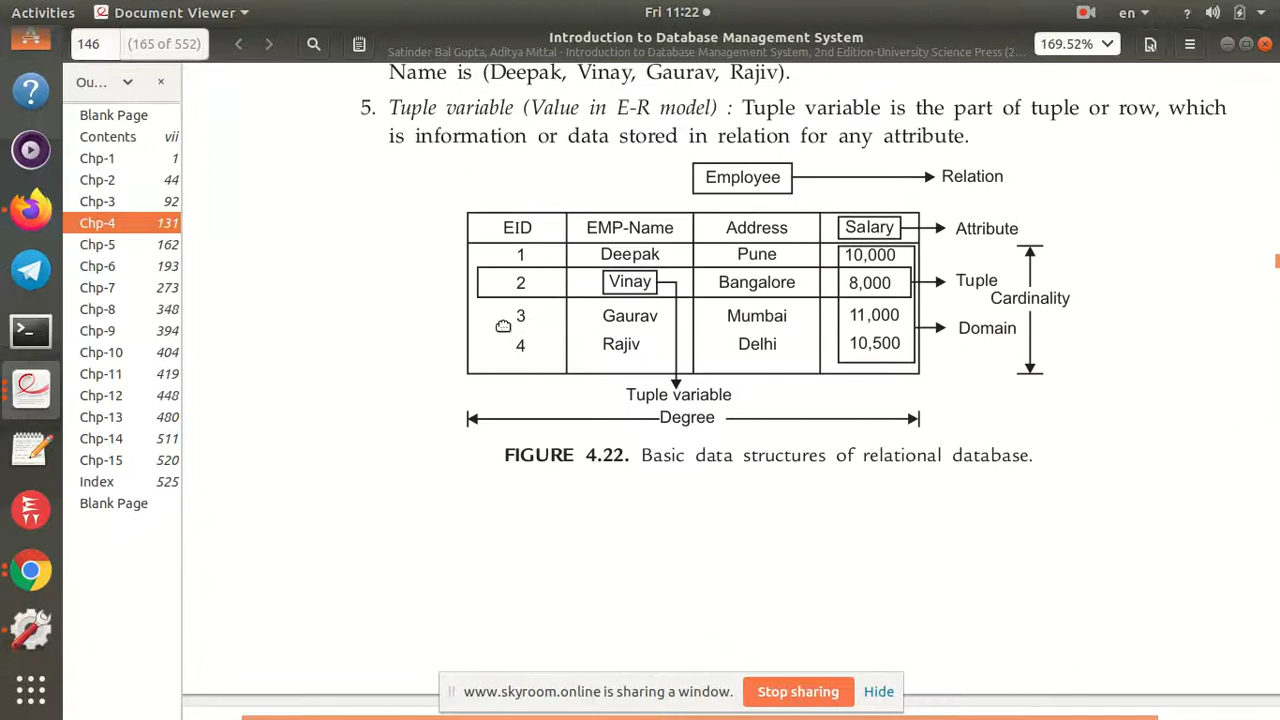 Activities Document Viewer Fri 11:22 en ?
146 (165 of 552) Introduction to Database Management System 169.52%
Satinder Bal Gupta, Aditya Mittal - Introduction to Database Management System, 2nd Edition-University Science Press (2...
Ou...
Blank Page
Contents vii
Chp-1 1
Chp-2 44
Chp-3 92
Chp-4 131
Chp-5 162
Chp-6 193
Chp-7 273
Chp-8 348
Chp-9 394
Chp-10 404
Chp-11 419
Chp-12 448
Chp-13 480
Chp-14 511
Chp-15 520
Index 525
Blank Page
Name is (Deepak, Vinay, Gaurav, Rajiv).
5. Tuple variable (Value in E-R model) : Tuple variable is the part of tuple or row, which
is information or data stored in relation for any attribute.
Employee Relation
EID EMP-Name Address Salary Attribute
1 Deepak Pune 10,000
2 Vinay Bangalore 8,000 Tuple
Cardinality
3 Gaurav Mumbai 11,000
Domain
4 Rajiv Delhi 10,500
Tuple variable
Degree
FIGURE 4.22. Basic data structures of relational database.
www.skyroom.online is sharing a window. Stop sharing Hide